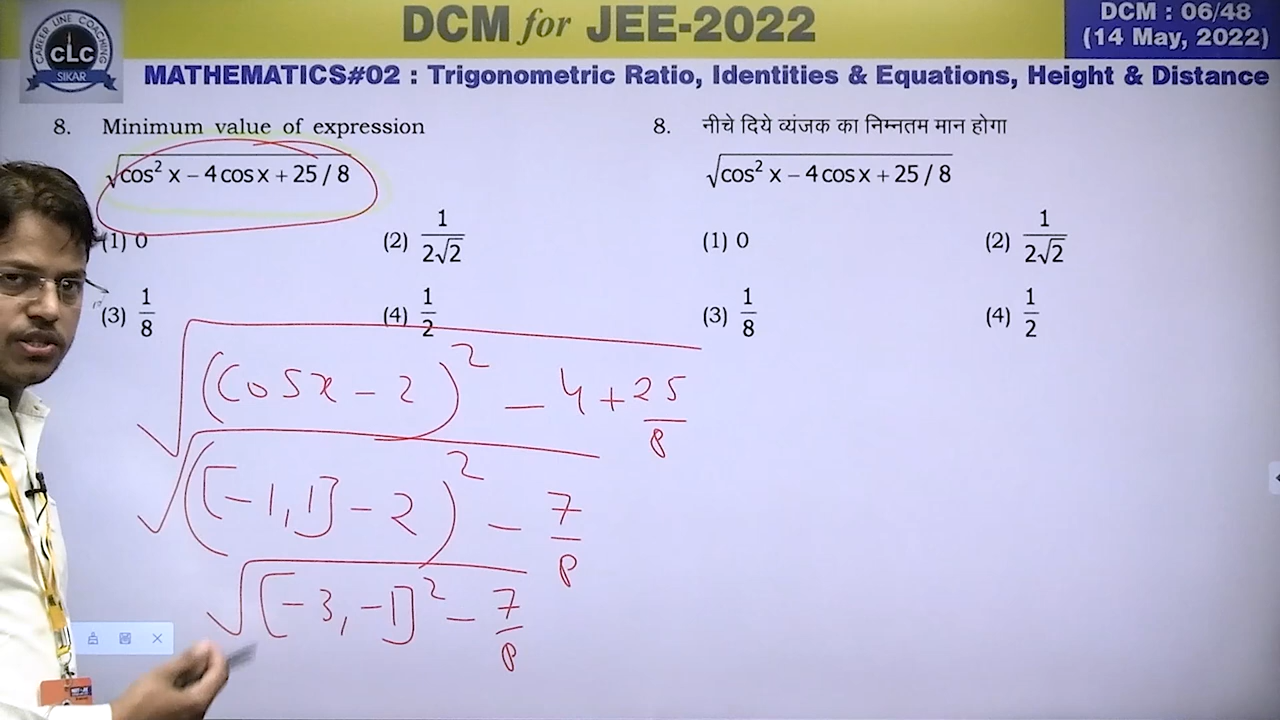 DCM for JEE-2022
DCM : 06/48
(14 May, 2022)
CAREER LINE COACHING
CLC
SIKAR
MATHEMATICS#02 : Trigonometric Ratio, Identities & Equations, Height & Distance
8. Minimum value of expression
√(cos² x − 4 cos x + 25 / 8)
(1) 0
(2) 1/(2√2)
(3) 1/8
(4) 1/2
8. नीचे दिये व्यंजक का निम्नतम मान होगा
√(cos² x − 4 cos x + 25 / 8)
(1) 0
(2) 1/(2√2)
(3) 1/8
(4) 1/2
√((cosx − 2)² − 4 + 25/8)
√(([−1, 1] − 2)² − 7/8)
√([−3, −1]² − 7/8)